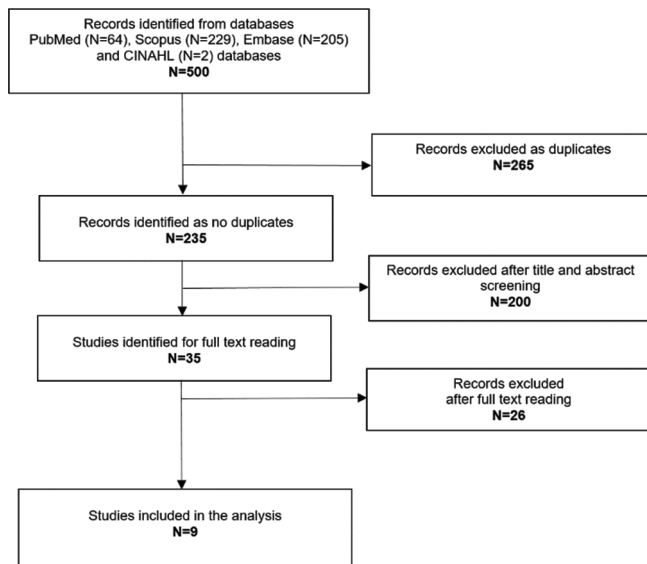 Records identified from databases
PubMed (N=64), Scopus (N=229), Embase (N=205)
and CINAHL (N=2) databases
N=500
Records excluded as duplicates
N=265
Records identified as no duplicates
N=235
Records excluded after title and abstract
screening
N=200
Studies identified for full text reading
N=35
Records excluded
after full text reading
N=26
Studies included in the analysis
N=9